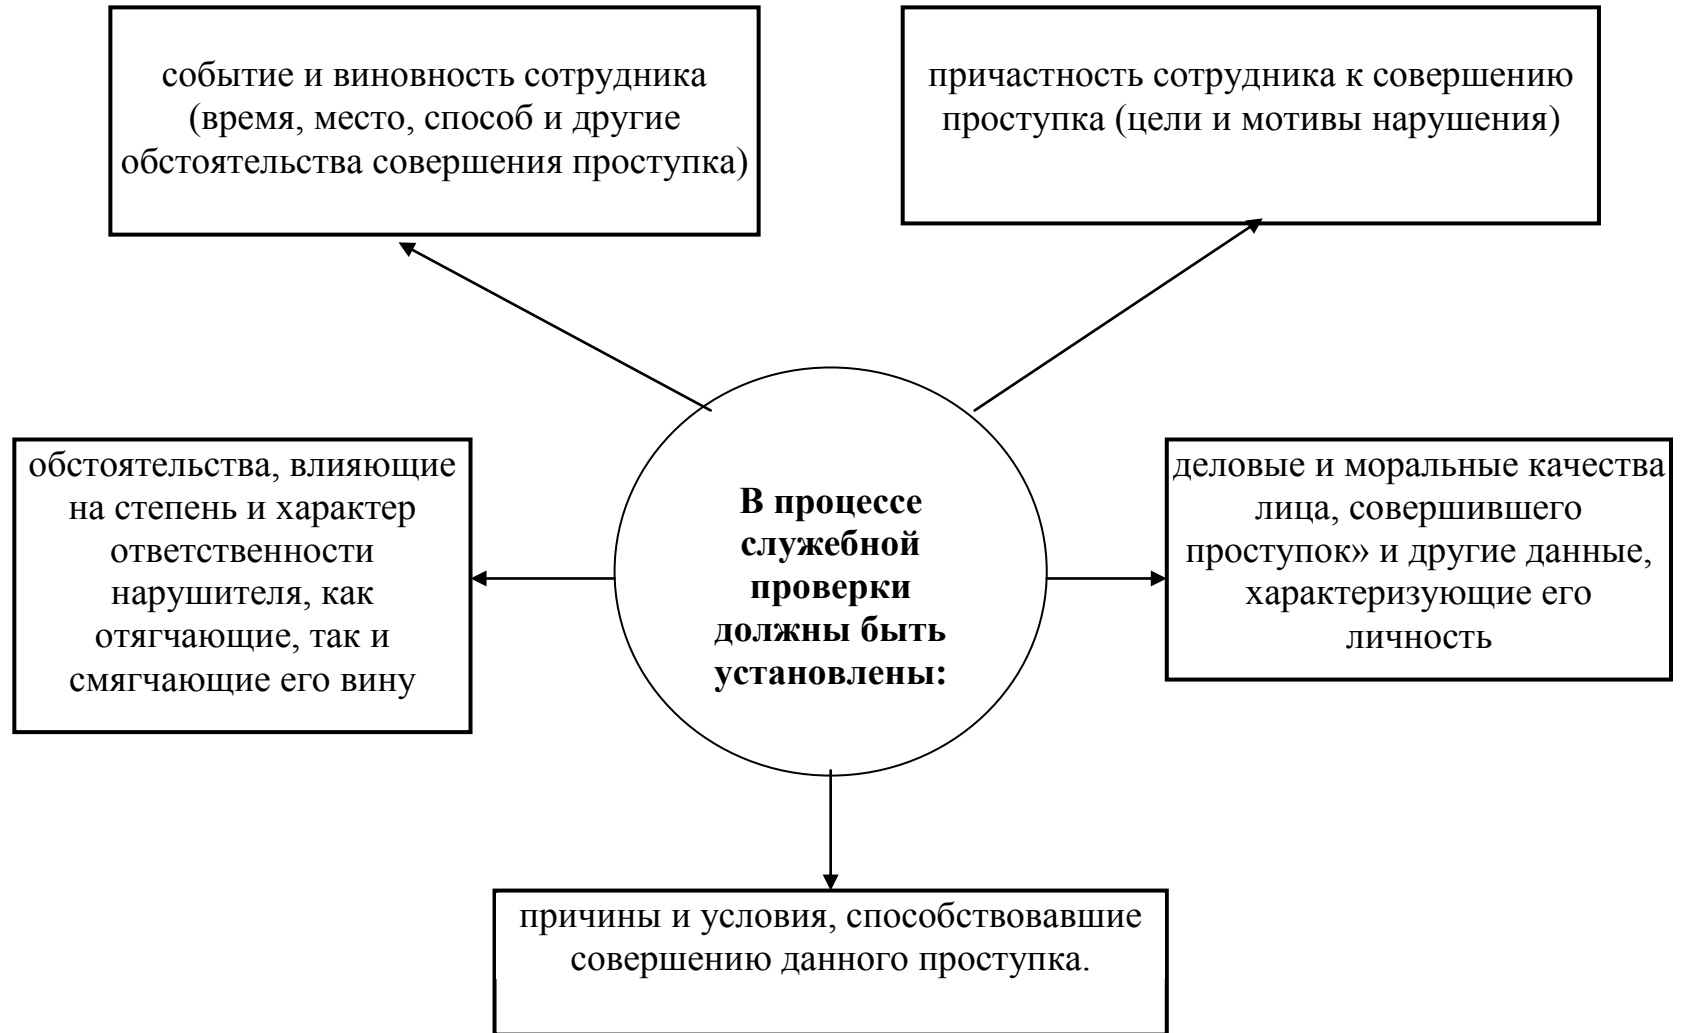 событие и виновность сотрудника
(время, место, способ и другие
обстоятельства совершения проступка)
причастность сотрудника к совершению
проступка (цели и мотивы нарушения)
обстоятельства, влияющие
на степень и характер
ответственности
нарушителя, как
отягчающие, так и
смягчающие его вину
В процессе
служебной
проверки
должны быть
установлены:
деловые и моральные качества
лица, совершившего
проступок» и другие данные,
характеризующие его
личность
причины и условия, способствовавшие
совершению данного проступка.